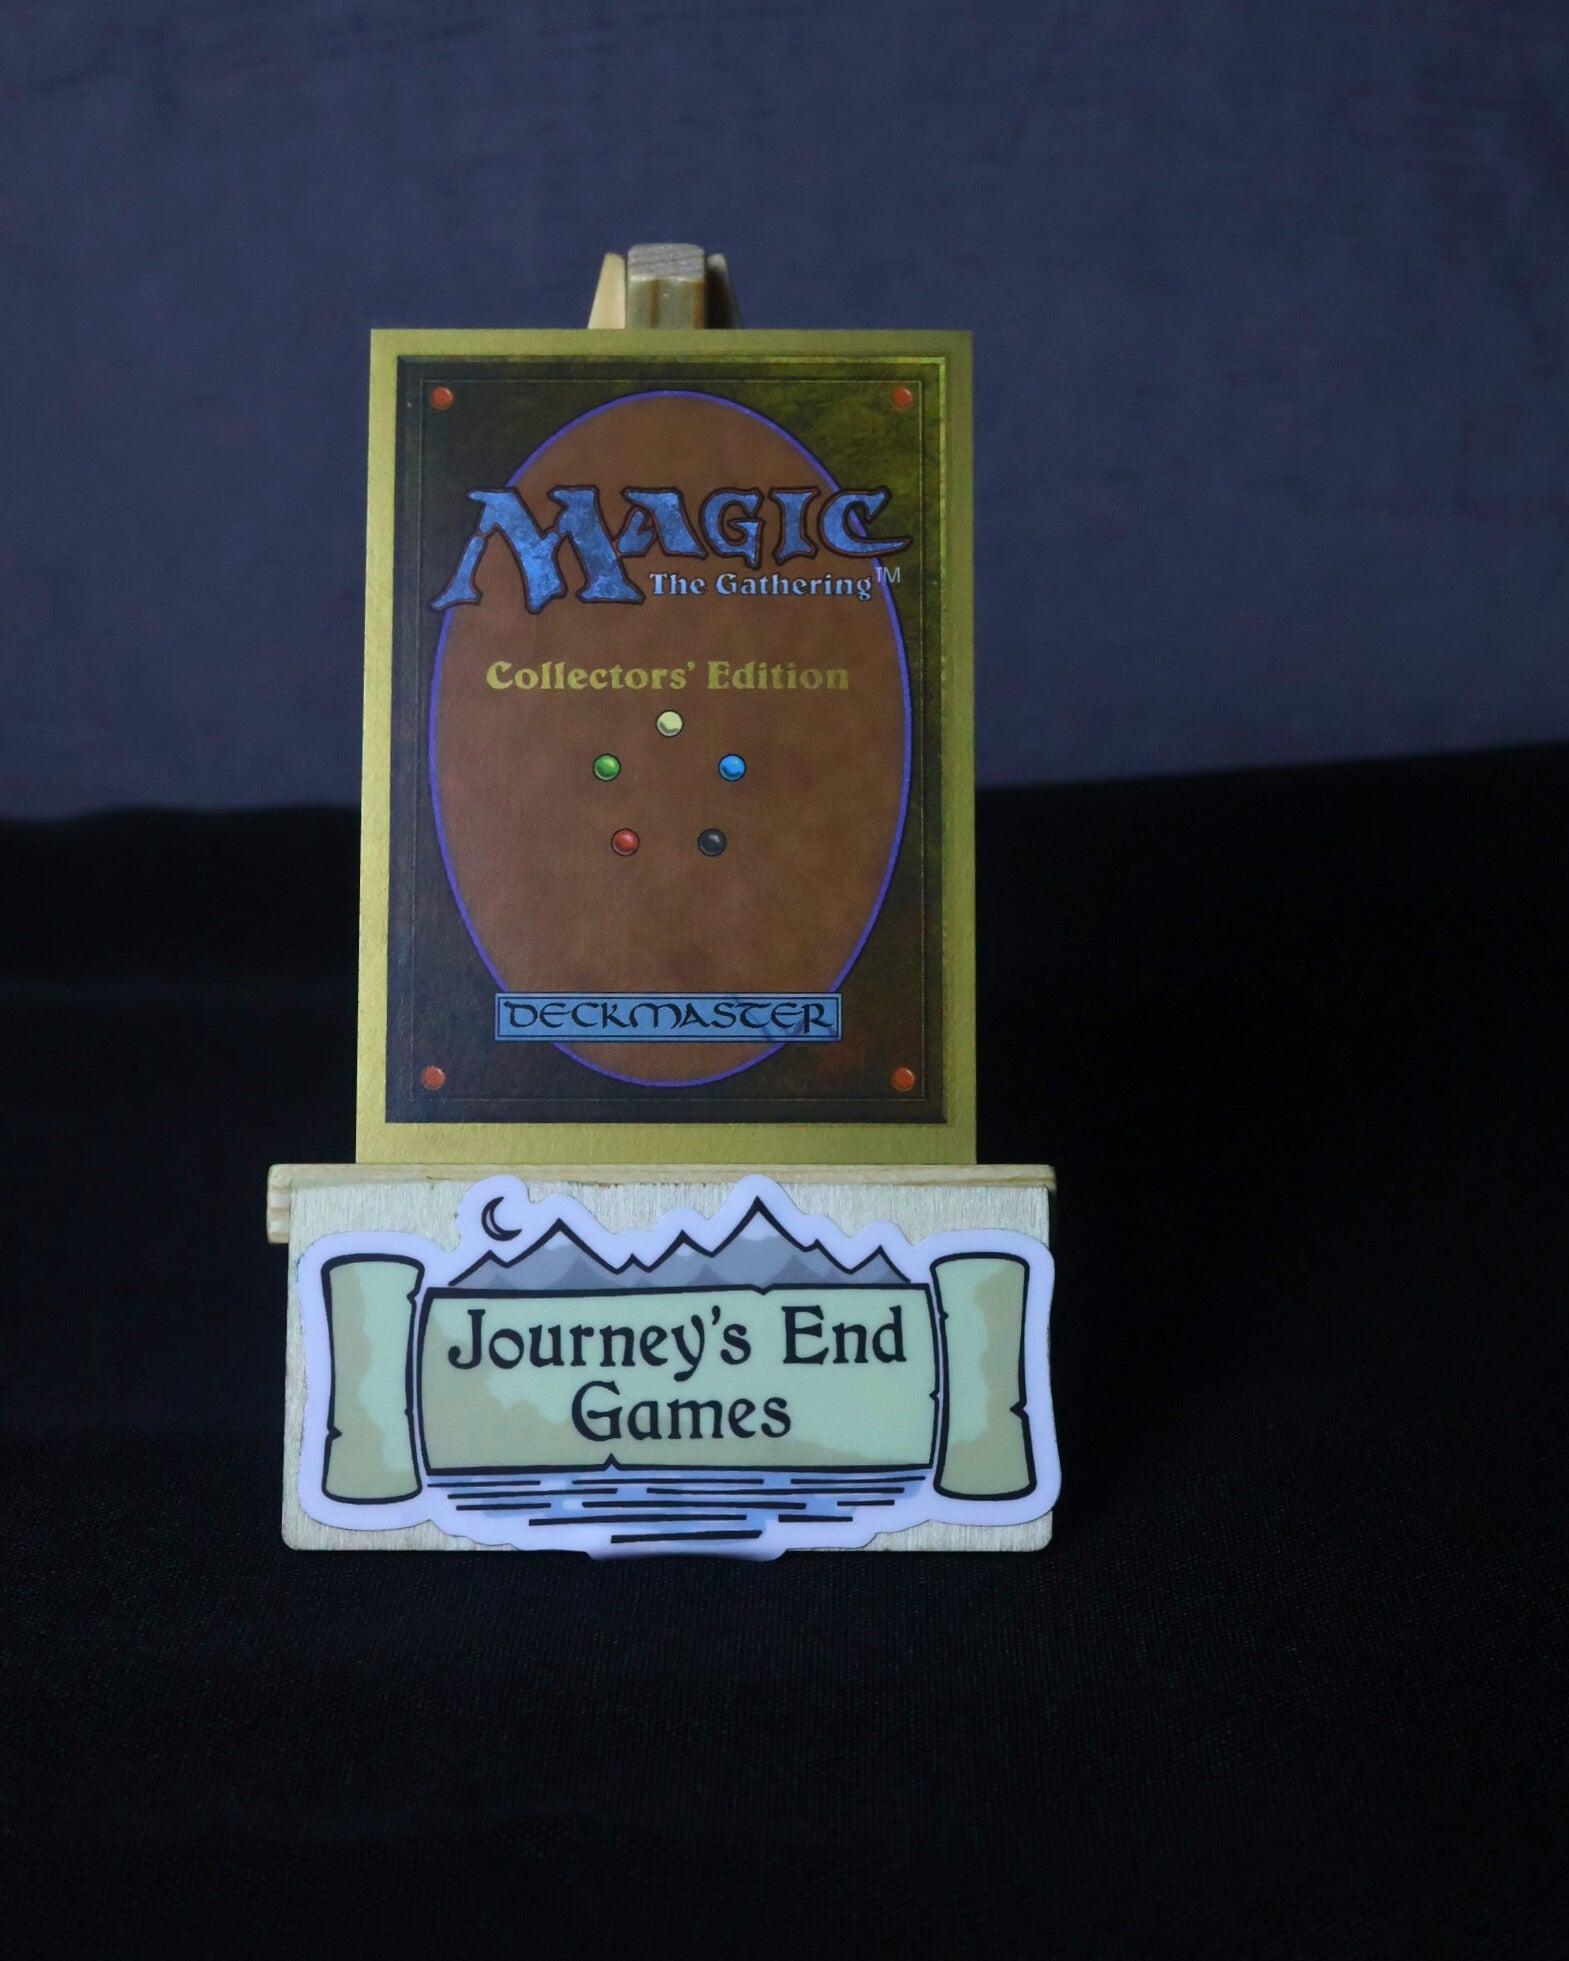 MAGIC
The Gathering™
Collectors' Edition
DECKMASTER
Journey's End
Games